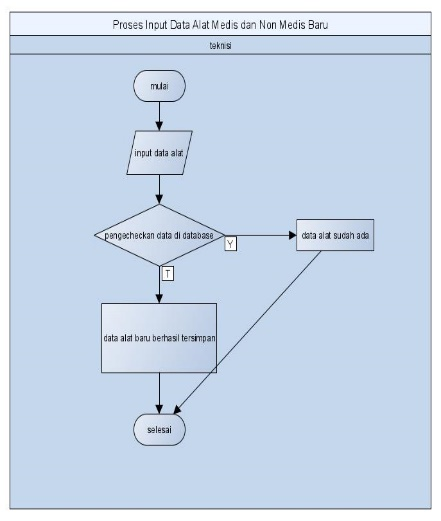 Proses Input Data Alat Medis dan Non Medis Baru
teknisi
mulai
input data alat
pengecheckan data di database
Y
data alat sudah ada
T
data alat baru berhasil tersimpan
selesai